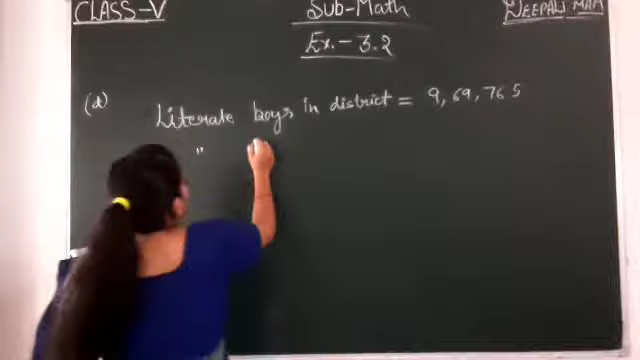 CLASS-V
Sub-Math
DEEPALI MAM
Ex.-3.2
(d) Literate boys in district = 9,69,765
"